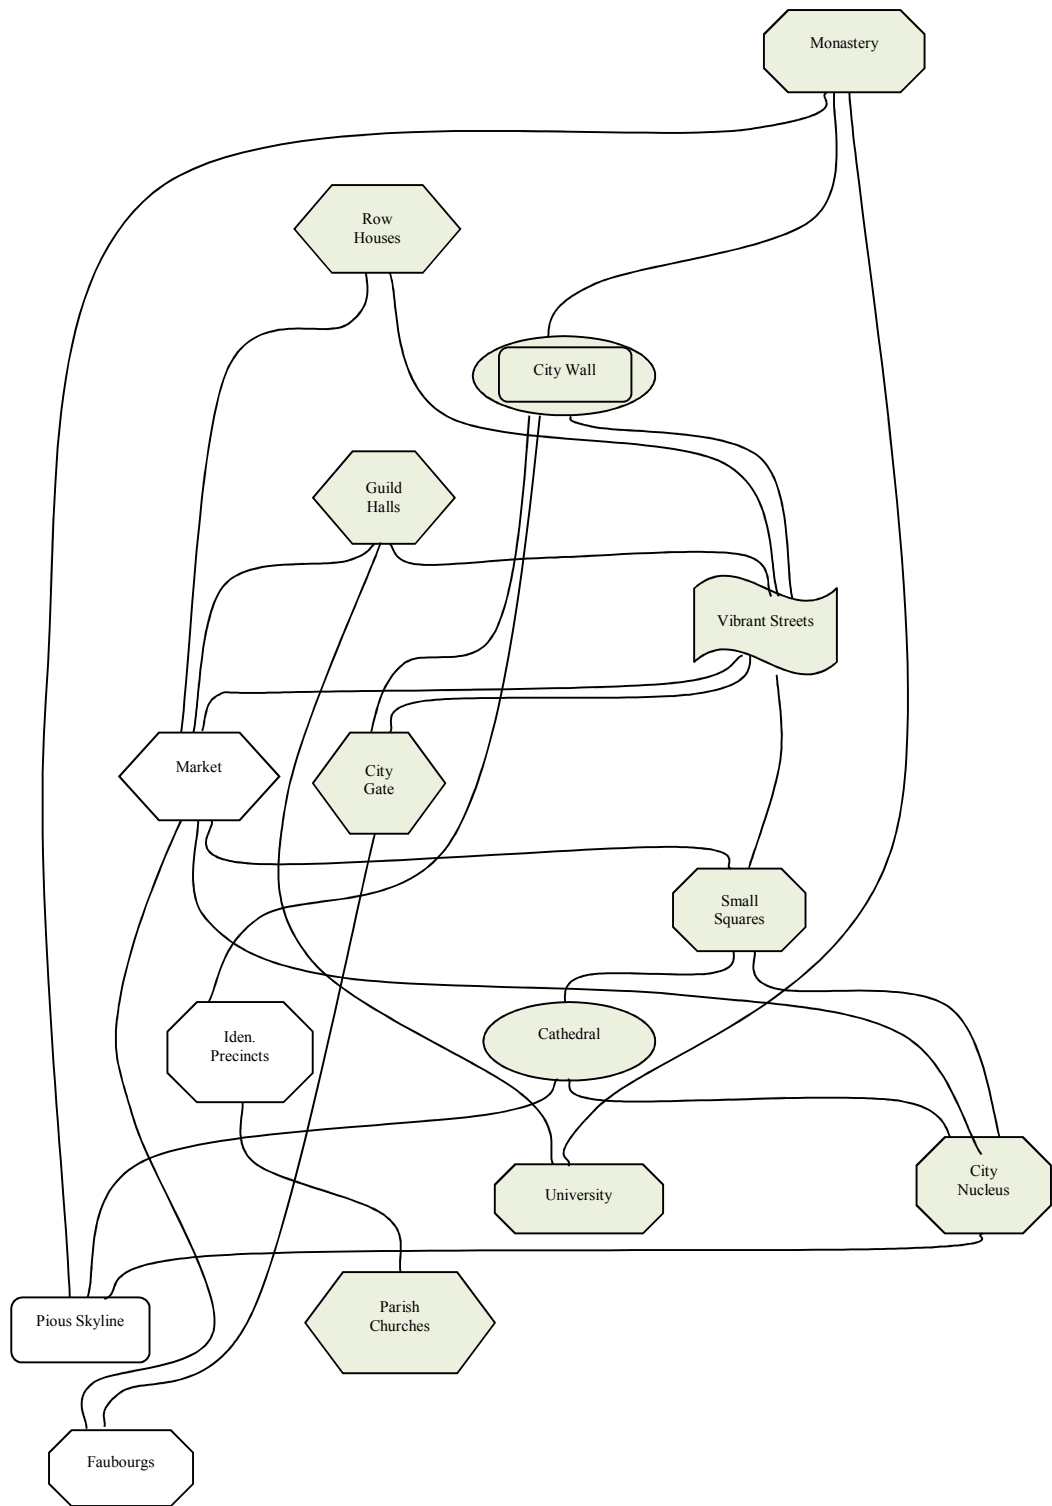 Monastery
Row
Houses
City Wall
Guild
Halls
Vibrant Streets
Market
City
Gate
Small
Squares
Iden.
Precincts
Cathedral
University
City
Nucleus
Pious Skyline
Parish
Churches
Faubourgs